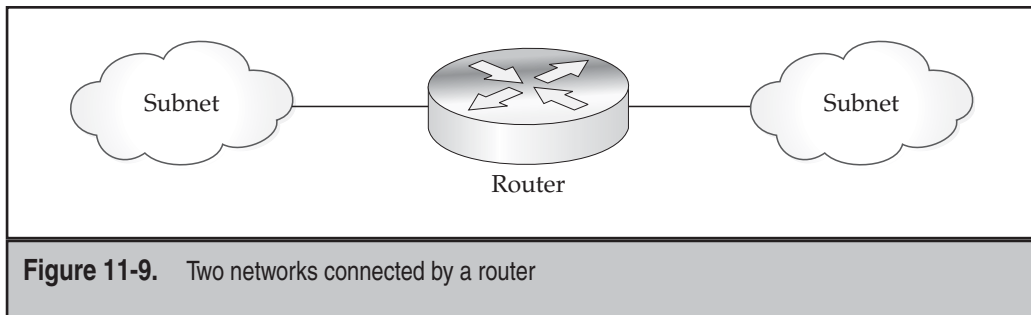 Subnet
Subnet
Router
Figure 11-9. Two networks connected by a router